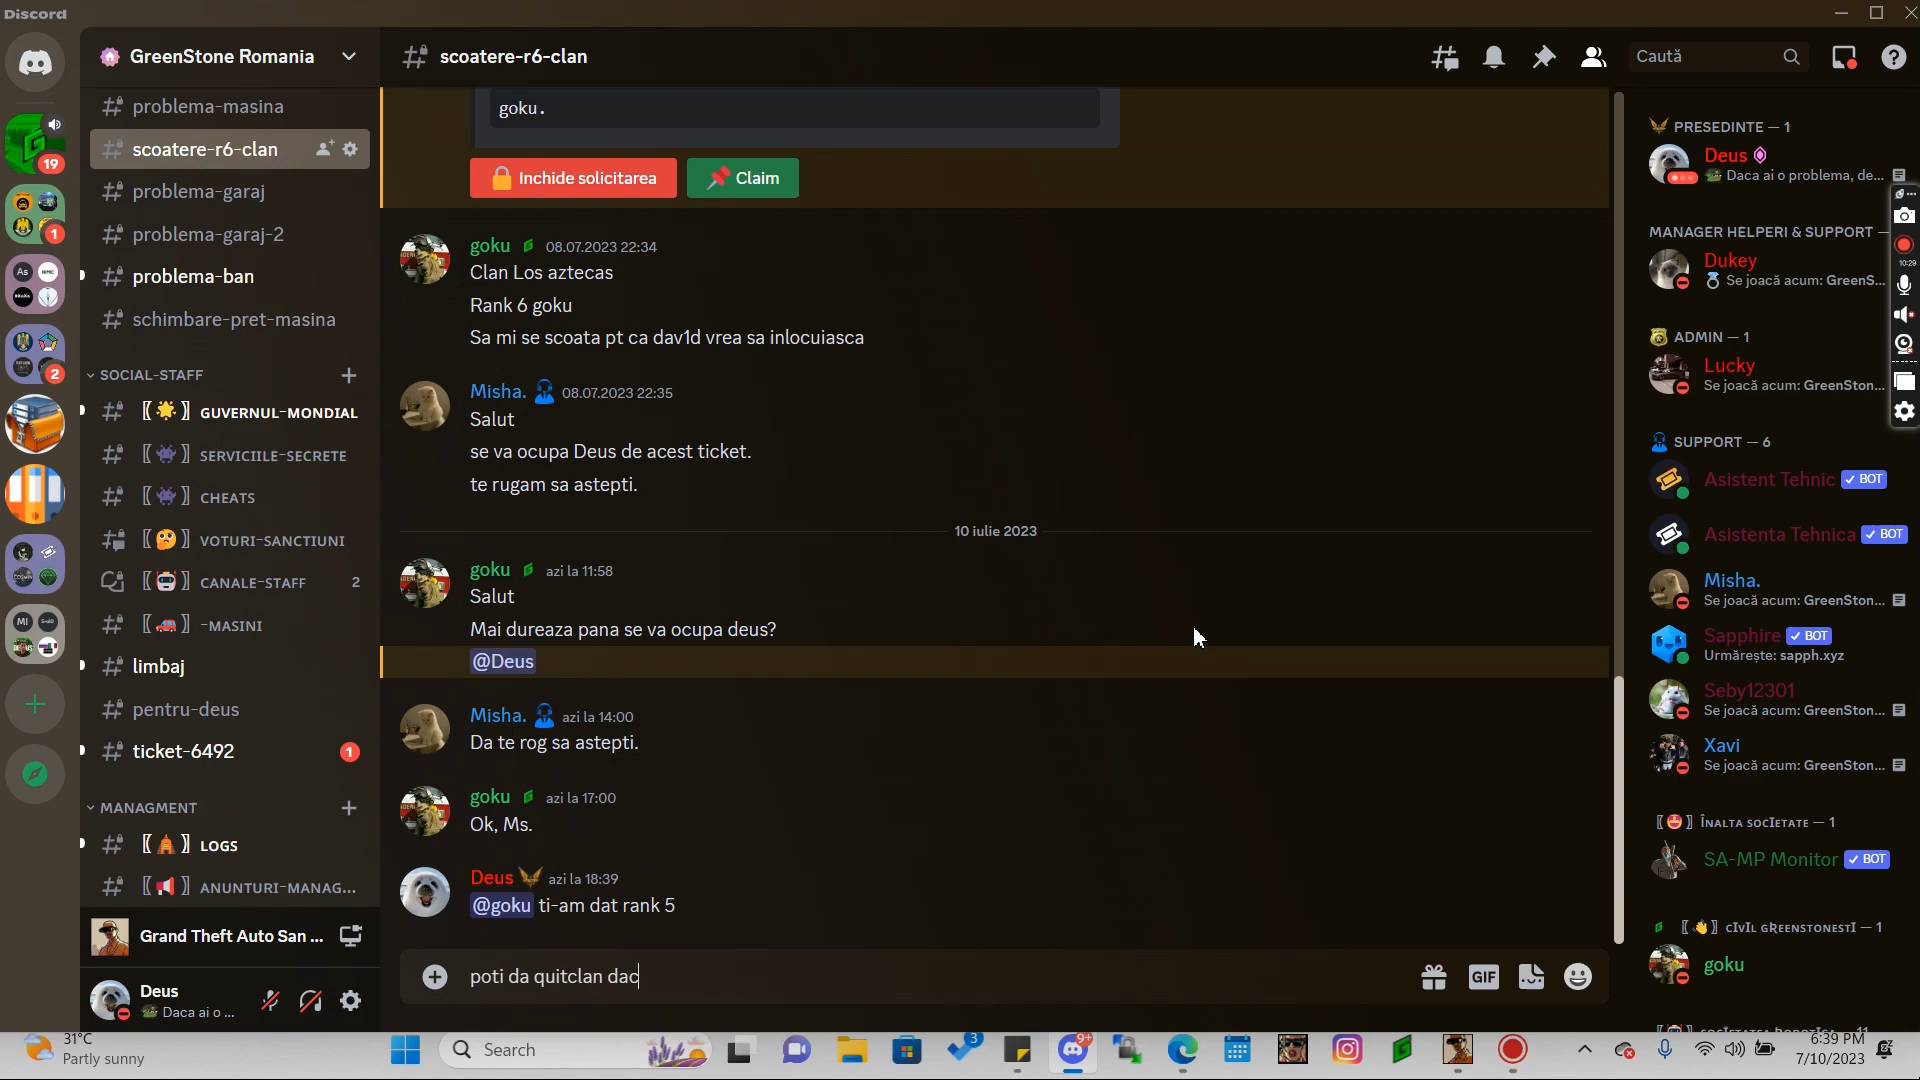 Discord
GreenStone Romania
scoatere-r6-clan
Caută
problema-masina
scoatere-r6-clan
problema-garaj
problema-garaj-2
problema-ban
schimbare-pret-masina
SOCIAL-STAFF
GUVERNUL-MONDIAL
SERVICIILE-SECRETE
CHEATS
VOTURI-SANCTIUNI
CANALE-STAFF 2
-MASINI
limbaj
pentru-deus
ticket-6492 1
MANAGMENT
LOGS
ANUNTURI-MANAG...
Grand Theft Auto San ...
Deus
Daca ai o ...
19
1
2
goku.
Inchide solicitarea
Claim
goku 08.07.2023 22:34
Clan Los aztecas
Rank 6 goku
Sa mi se scoata pt ca dav1d vrea sa inlocuiasca
Misha. 08.07.2023 22:35
Salut
se va ocupa Deus de acest ticket.
te rugam sa astepti.
10 iulie 2023
goku azi la 11:58
Salut
Mai dureaza pana se va ocupa deus?
@Deus
Misha. azi la 14:00
Da te rog sa astepti.
goku azi la 17:00
Ok, Ms.
Deus azi la 18:39
@goku ti-am dat rank 5
poti da quitclan dac
GIF
PRESEDINTE — 1
Deus
Daca ai o problema, de...
MANAGER HELPERI & SUPPORT —
Dukey
Se joacă acum: GreenS...
ADMIN — 1
Lucky
Se joacă acum: GreenSton...
SUPPORT — 6
Asistent Tehnic BOT
Asistenta Tehnica BOT
Misha.
Se joacă acum: GreenSton...
Sapphire BOT
Urmărește: sapph.xyz
Seby12301
Se joacă acum: GreenSton...
Xavi
Se joacă acum: GreenSton...
ÎNALTA SOCIETATE — 1
SA-MP Monitor BOT
CIVIL GREENSTONESTI — 1
goku
10:29
31°C
Partly sunny
Search
3
9+
6:39 PM
7/10/2023